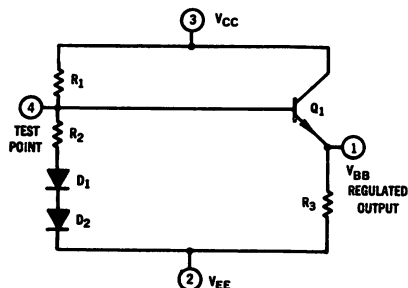 3 VCC
R1
4
TEST
POINT
R2
Q1
1
VBB
REGULATED
OUTPUT
D1
R3
D2
2 VEE